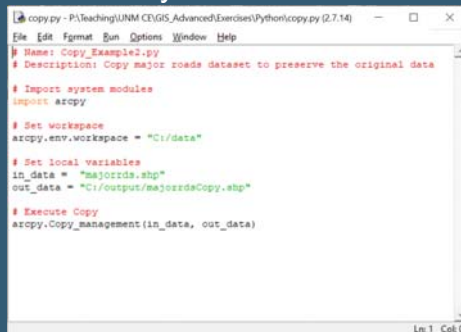 copy.py - P:\Teaching\UNM CE\GIS_Advanced\Exercises\Python\copy.py (2.7.14)
File Edit Format Run Options Window Help
# Name: Copy_Example2.py
# Description: Copy major roads dataset to preserve the original data
# Import system modules
import arcpy
# Set workspace
arcpy.env.workspace = "C:/data"
# Set local variables
in_data = "majorrds.shp"
out_data = "C:/output/majorrdsCopy.shp"
# Execute Copy
arcpy.Copy_management(in_data, out_data)
Ln: 1 Col: 0